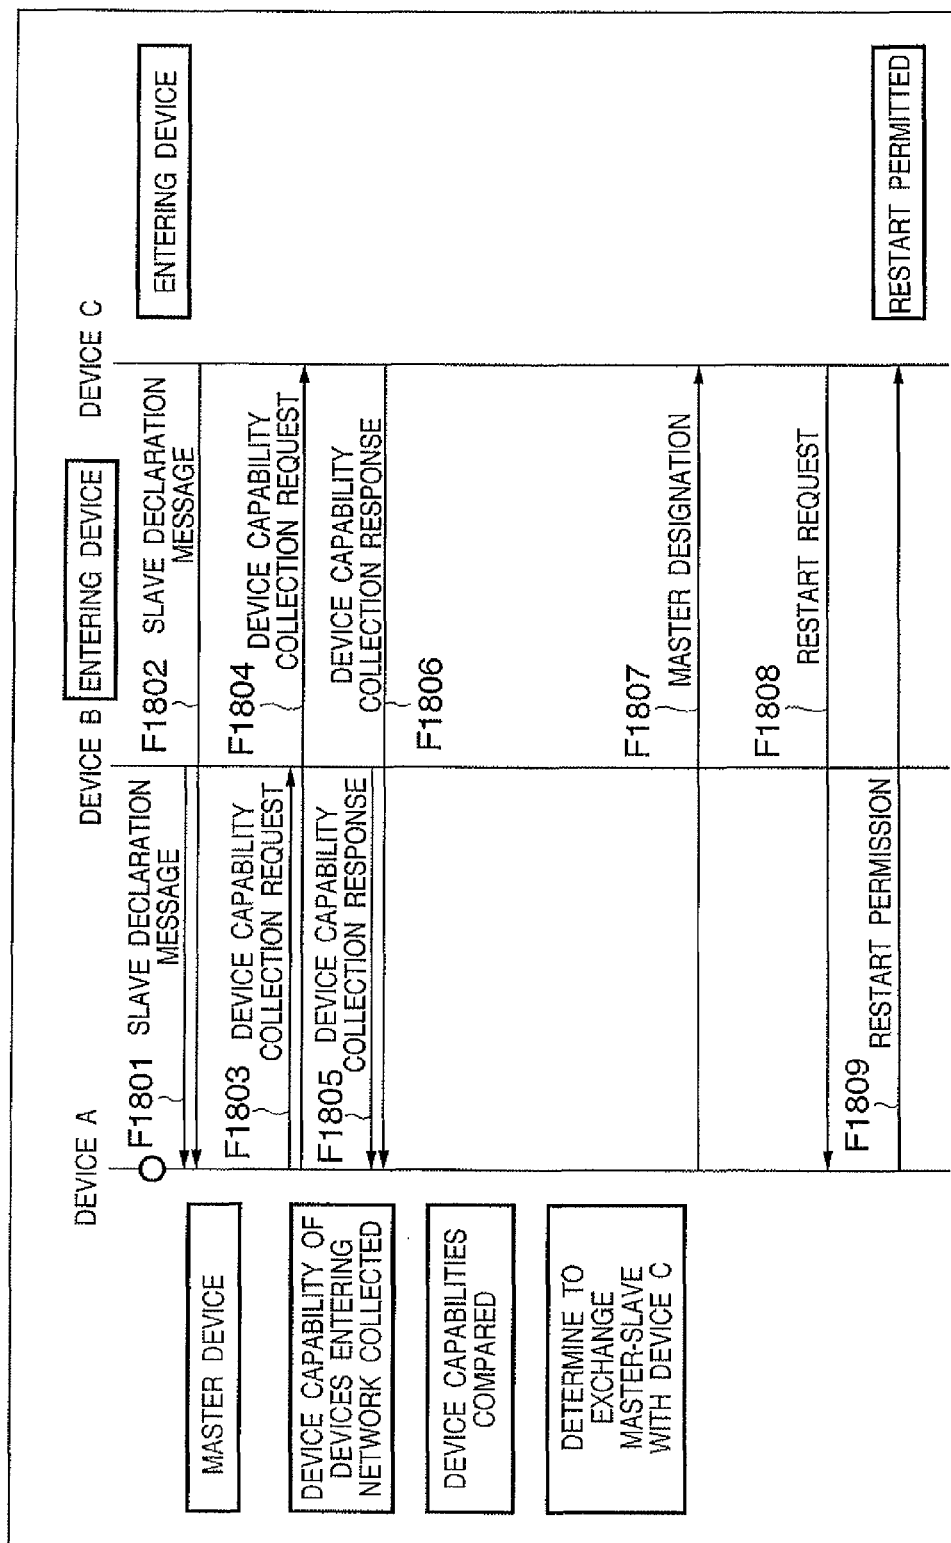 DEVICE A
DEVICE B
ENTERING DEVICE
DEVICE C
ENTERING DEVICE
MASTER DEVICE
F1801
SLAVE DECLARATION
MESSAGE
F1802
SLAVE DECLARATION
MESSAGE
DEVICE CAPABILITY OF
DEVICES ENTERING
NETWORK COLLECTED
F1803
DEVICE CAPABILITY
COLLECTION REQUEST
F1804
DEVICE CAPABILITY
COLLECTION REQUEST
F1805
DEVICE CAPABILITY
COLLECTION RESPONSE
DEVICE CAPABILITY
COLLECTION RESPONSE
F1806
DEVICE CAPABILITIES
COMPARED
DETERMINE TO
EXCHANGE
MASTER-SLAVE
WITH DEVICE C
F1807
MASTER DESIGNATION
F1808
RESTART REQUEST
F1809
RESTART PERMISSION
RESTART PERMITTED